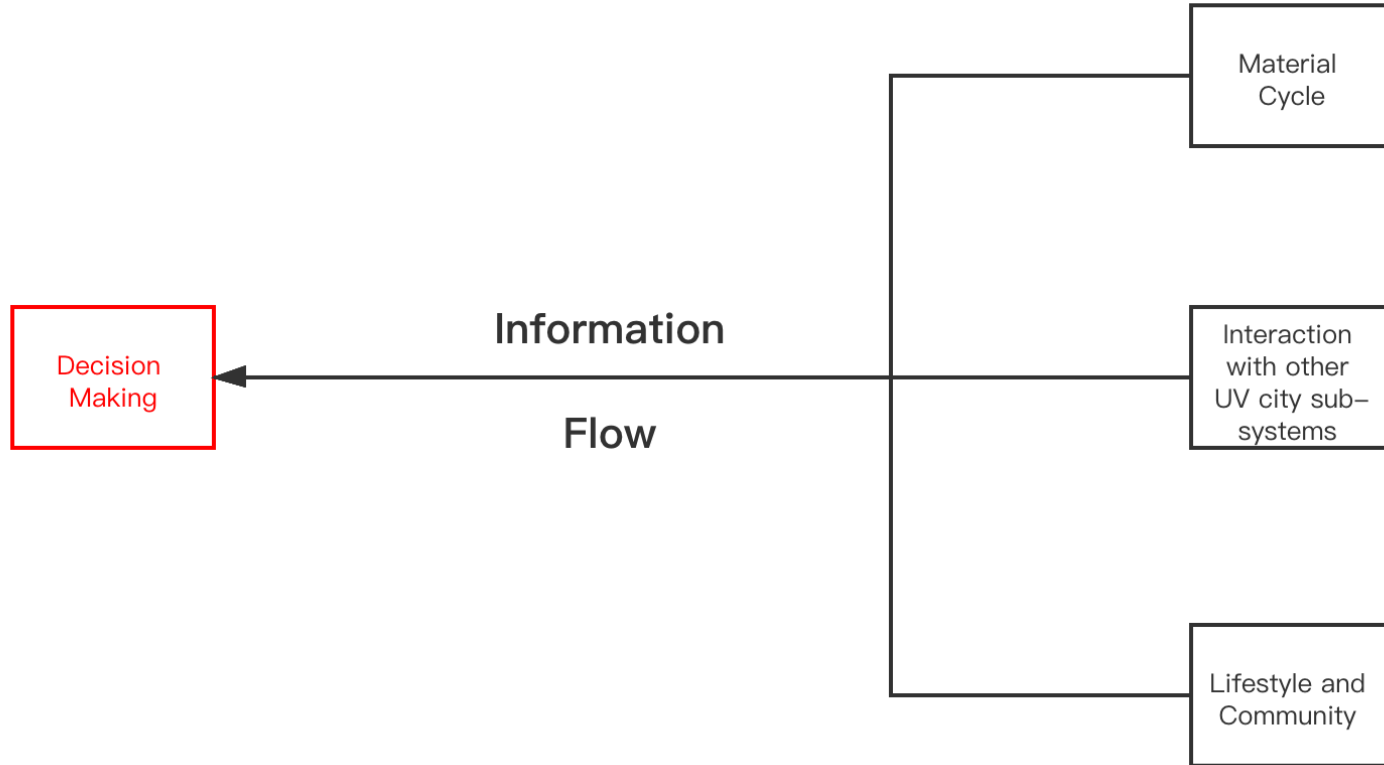 Material
Cycle
Information
Decision
Making
Flow
Interaction
with other
UV city sub-
systems
Lifestyle and
Community